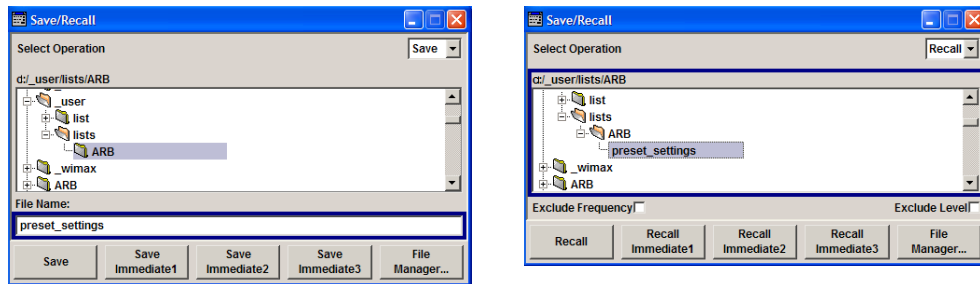 Save/Recall
Select Operation
Save
d:/_user/lists/ARB
_user
list
lists
ARB
_wimax
ARB
File Name:
preset_settings
Save
Save Immediate1
Save Immediate2
Save Immediate3
File Manager...
Save/Recall
Select Operation
Recall
d:/_user/lists/ARB
list
lists
ARB
preset_settings
_wimax
ARB
Exclude Frequency
Exclude Level
Recall
Recall Immediate1
Recall Immediate2
Recall Immediate3
File Manager...